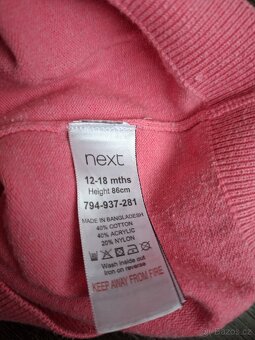 next
12-18 mths
Height 86cm
794-937-281
MADE IN BANGLADESH
40% COTTON
40% ACRYLIC
20% NYLON
Wash inside out
Iron on reverse
KEEP AWAY FROM FIRE